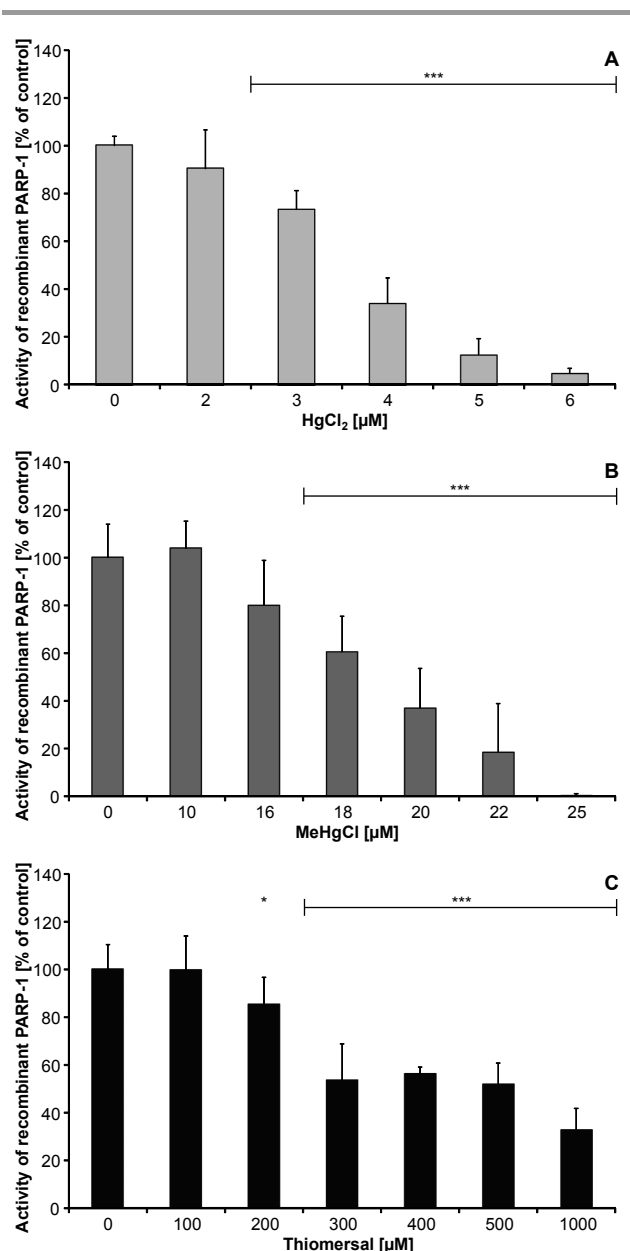 A
***
Activity of recombinant PARP-1 [% of control]
140
120
100
80
60
40
20
0
0 2 3 4 5 6
HgCl₂ [µM]
B
***
Activity of recombinant PARP-1 [% of control]
140
120
100
80
60
40
20
0
0 10 16 18 20 22 25
MeHgCl [µM]
C
* ***
Activity of recombinant PARP-1 [% of control]
140
120
100
80
60
40
20
0
0 100 200 300 400 500 1000
Thiomersal [µM]